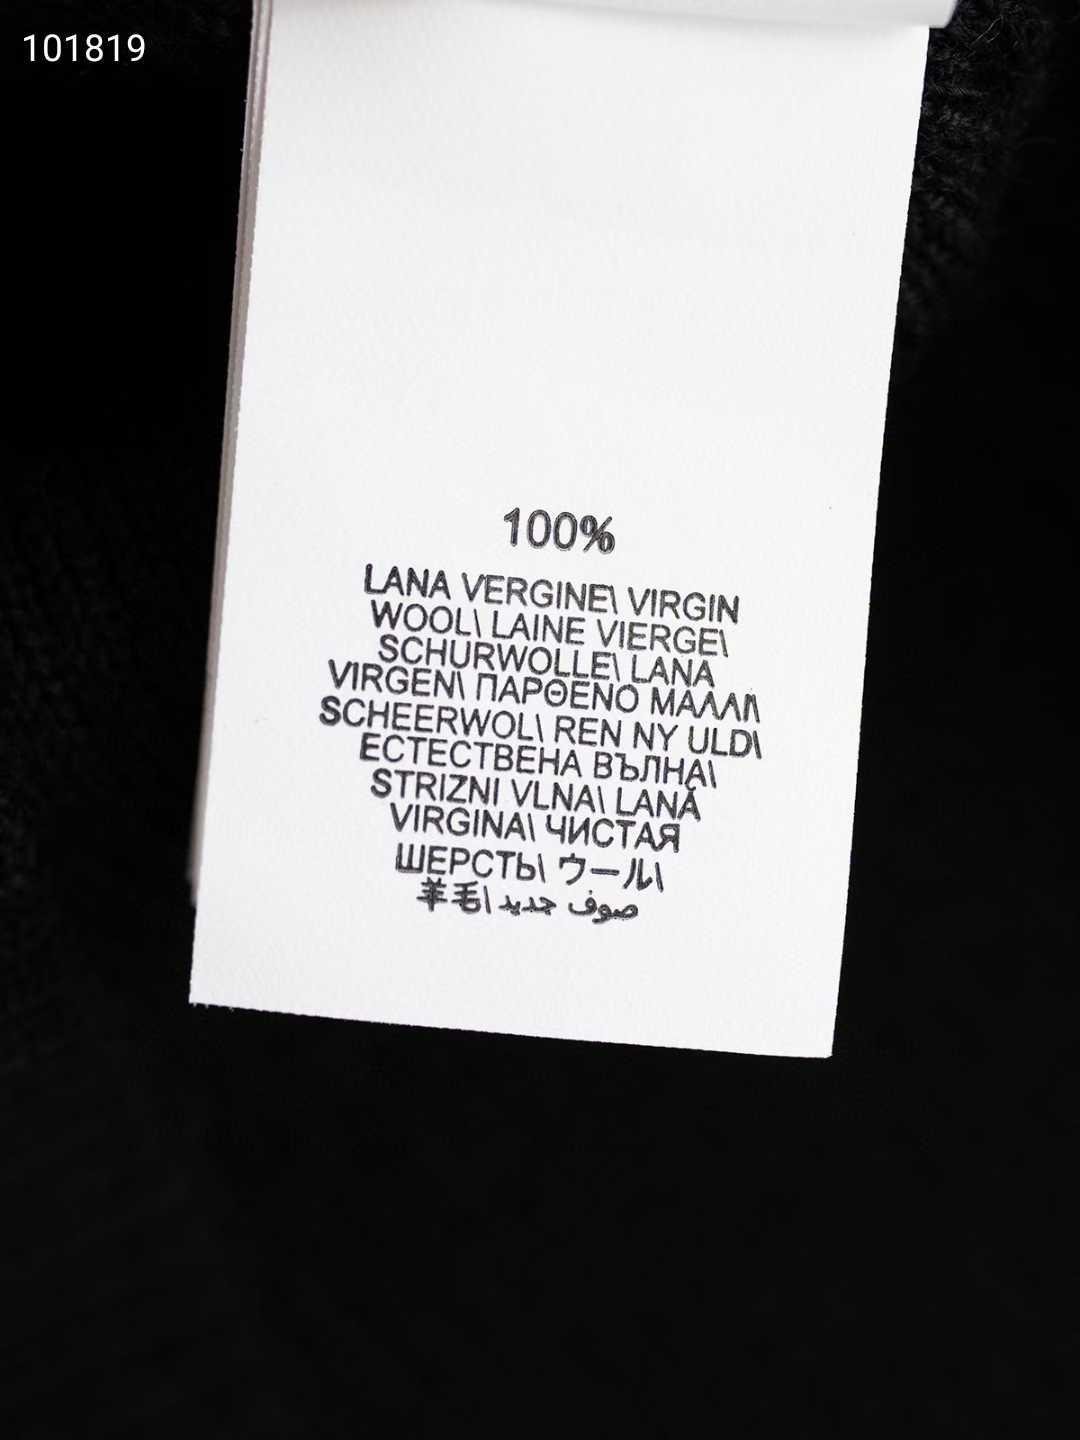 101819
100%
LANA VERGINE\ VIRGIN
WOOL\ LAINE VIERGE\
SCHURWOLLE\ LANA
VIRGEN\ ΠΑΡΘΕΝΟ ΜΑΛΛΙ\
SCHEERWOL\ REN NY ULD\
ЕСТЕСТВЕНА ВЪЛНА\
STRIZNI VLNA\ LANĂ
VIRGINA\ ЧИСТАЯ
ШЕРСТЬ\ ウール\
羊毛\ صوف جديد